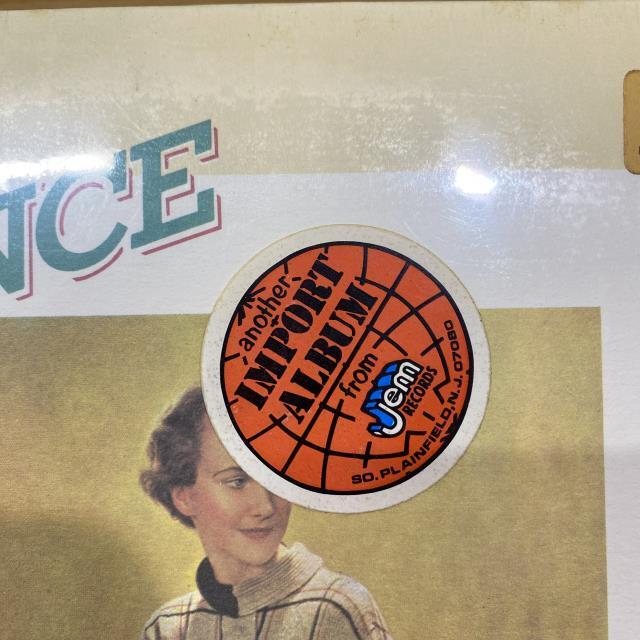 NCE
another
IMPORT
ALBUM
from
Jem
RECORDS
SO. PLAINFIELD, N.J. 07080